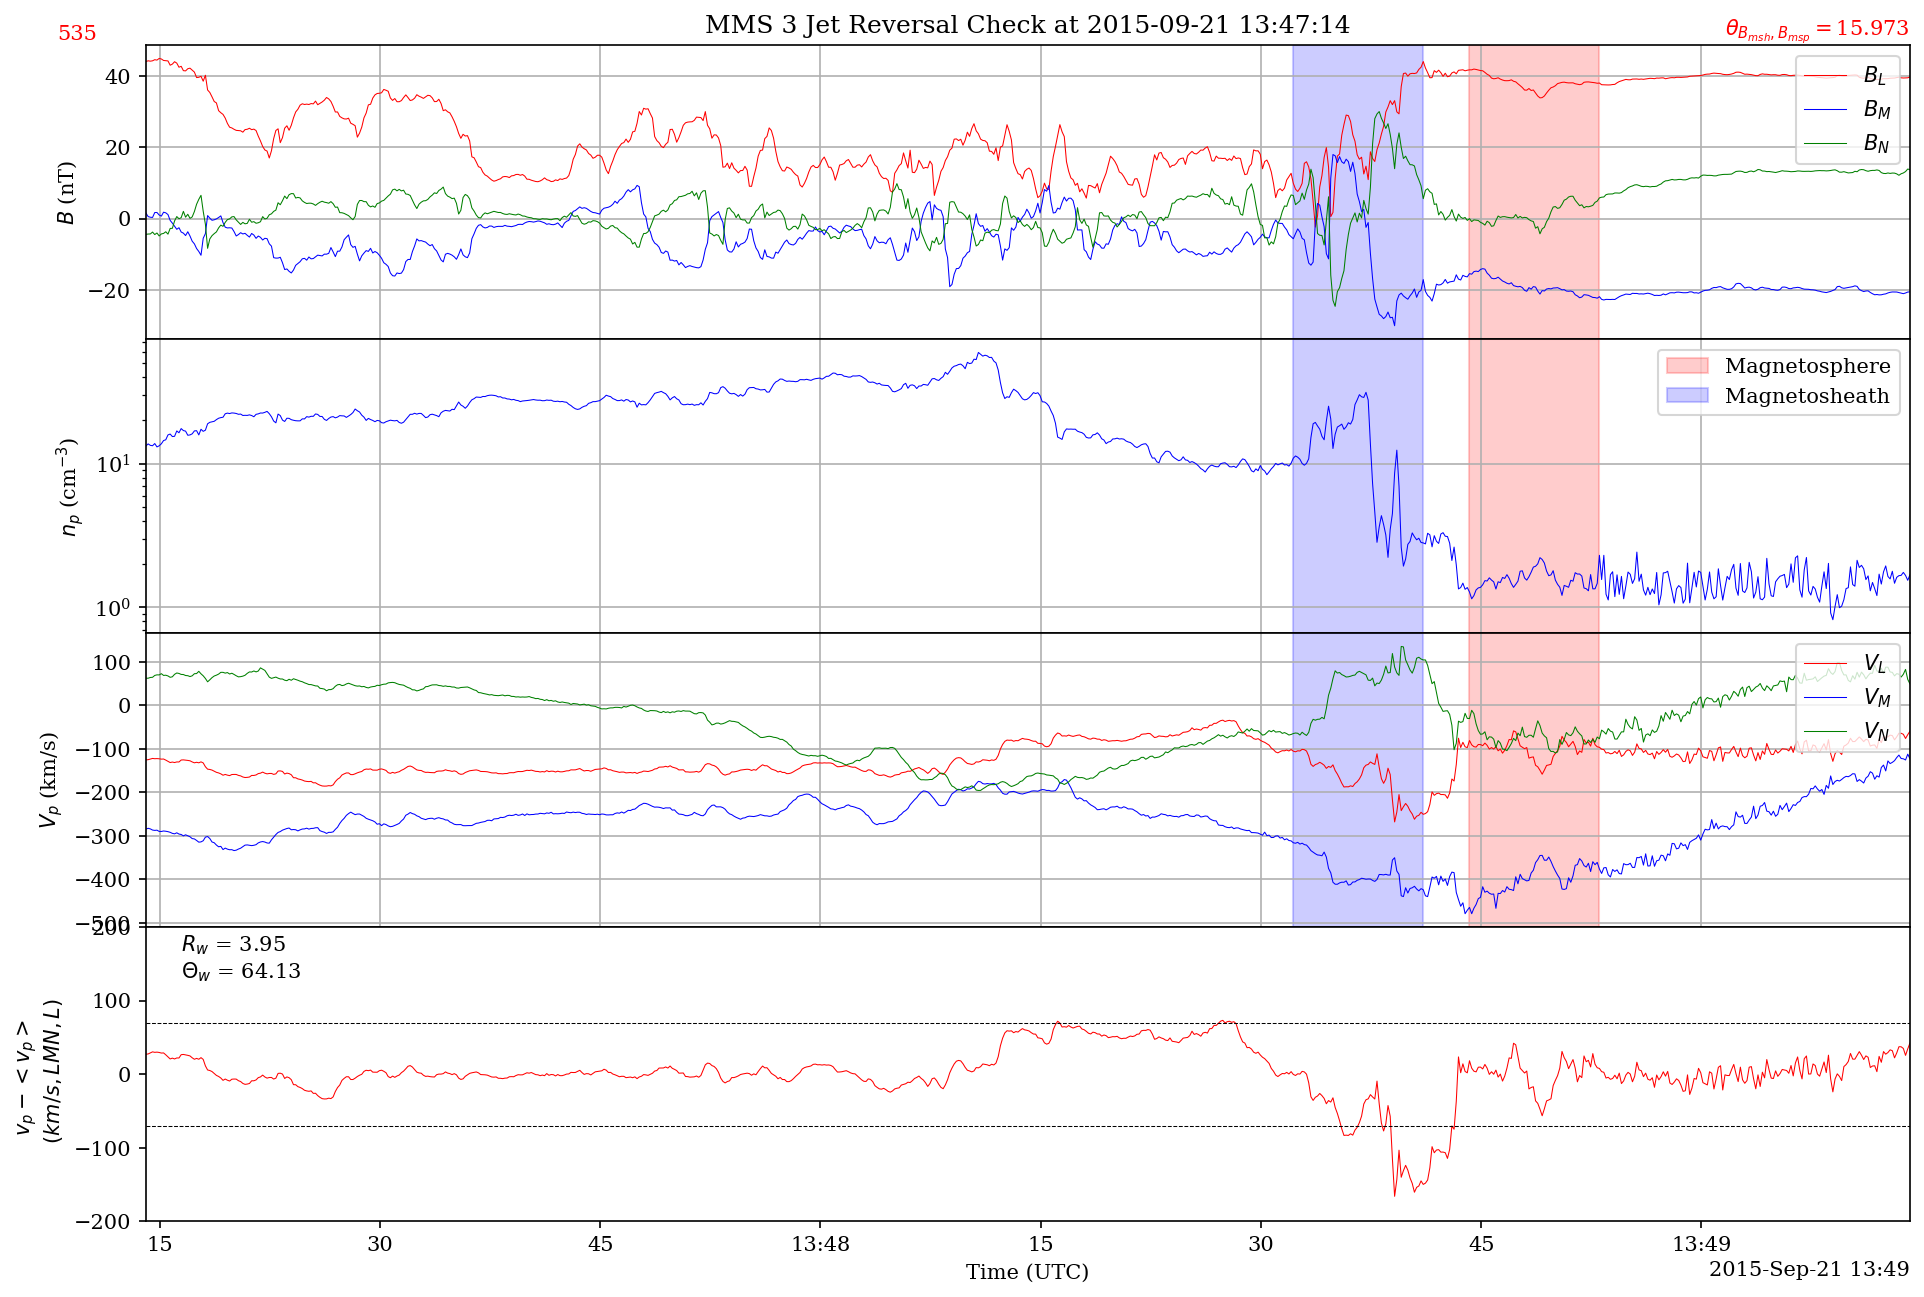 535
MMS 3 Jet Reversal Check at 2015-09-21 13:47:14
θ_{B_{msh}, B_{msp}} = 15.973
B (nT)
40
20
0
−20
B_L
B_M
B_N
n_p (cm^{−3})
10^1
10^0
Magnetosphere
Magnetosheath
V_p (km/s)
100
0
−100
−200
−300
−400
−500
V_L
V_M
V_N
v_p − < v_p >
(km/s, LMN, L)
200
100
0
−100
−200
R_w = 3.95
Θ_w = 64.13
15 30 45 13:48 15 30 45 13:49
Time (UTC)
2015-Sep-21 13:49